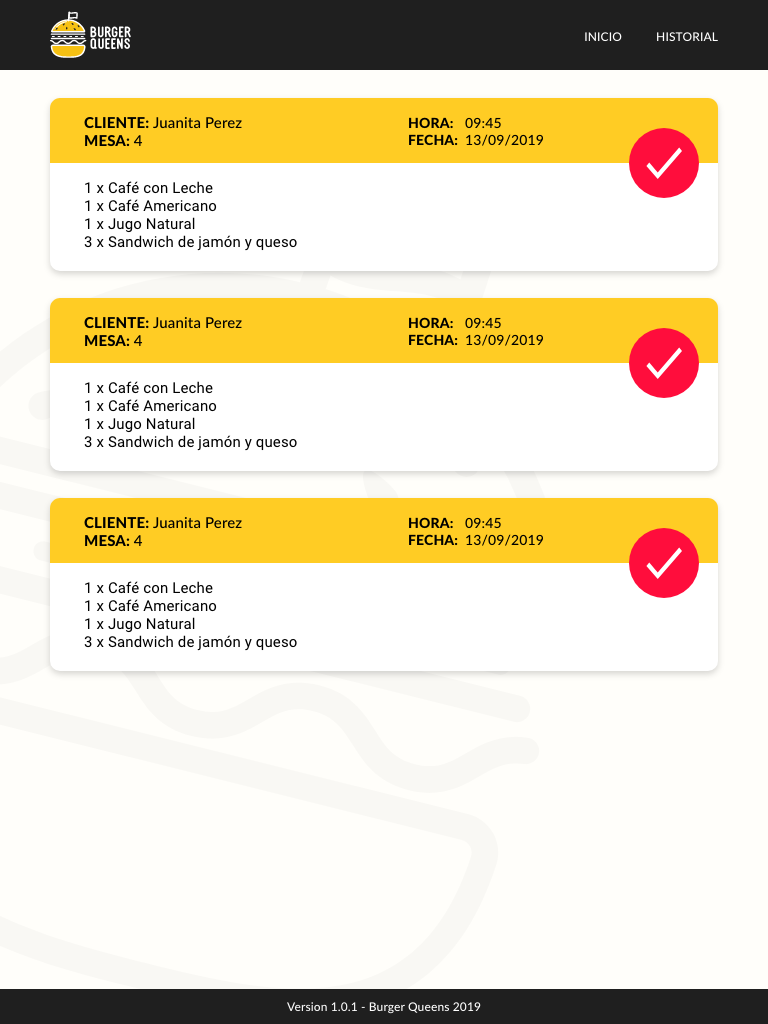 BURGER
QUEENS
INICIO
HISTORIAL
CLIENTE: Juanita Perez
MESA: 4
HORA: 09:45
FECHA: 13/09/2019
1 x Café con Leche
1 x Café Americano
1 x Jugo Natural
3 x Sandwich de jamón y queso
CLIENTE: Juanita Perez
MESA: 4
HORA: 09:45
FECHA: 13/09/2019
1 x Café con Leche
1 x Café Americano
1 x Jugo Natural
3 x Sandwich de jamón y queso
CLIENTE: Juanita Perez
MESA: 4
HORA: 09:45
FECHA: 13/09/2019
1 x Café con Leche
1 x Café Americano
1 x Jugo Natural
3 x Sandwich de jamón y queso
Version 1.0.1 - Burger Queens 2019